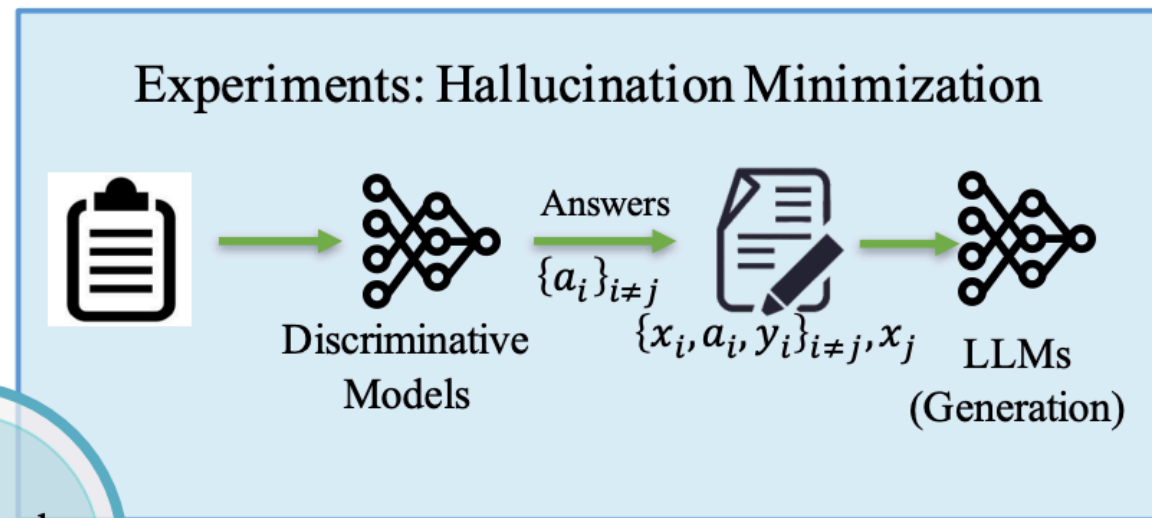 Experiments: Hallucination Minimization
Answers
{a_i}_{i≠j}
{x_i, a_i, y_i}_{i≠j}, x_j
Discriminative
Models
LLMs
(Generation)